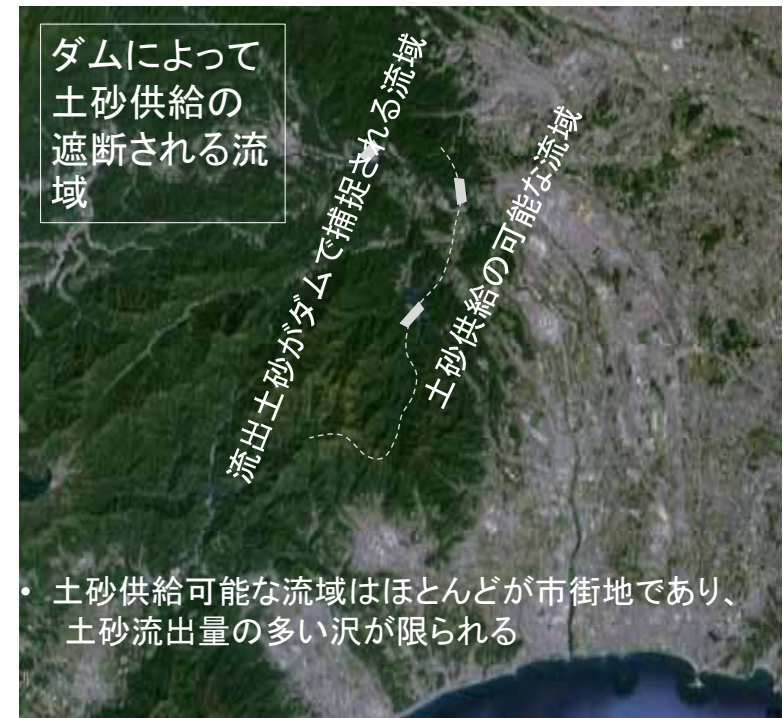 ダムによって
土砂供給の
遮断される流
域
流出土砂がダムで捕捉される流域
土砂供給の可能な流域
• 土砂供給可能な流域はほとんどが市街地であり、
土砂流出量の多い沢が限られる